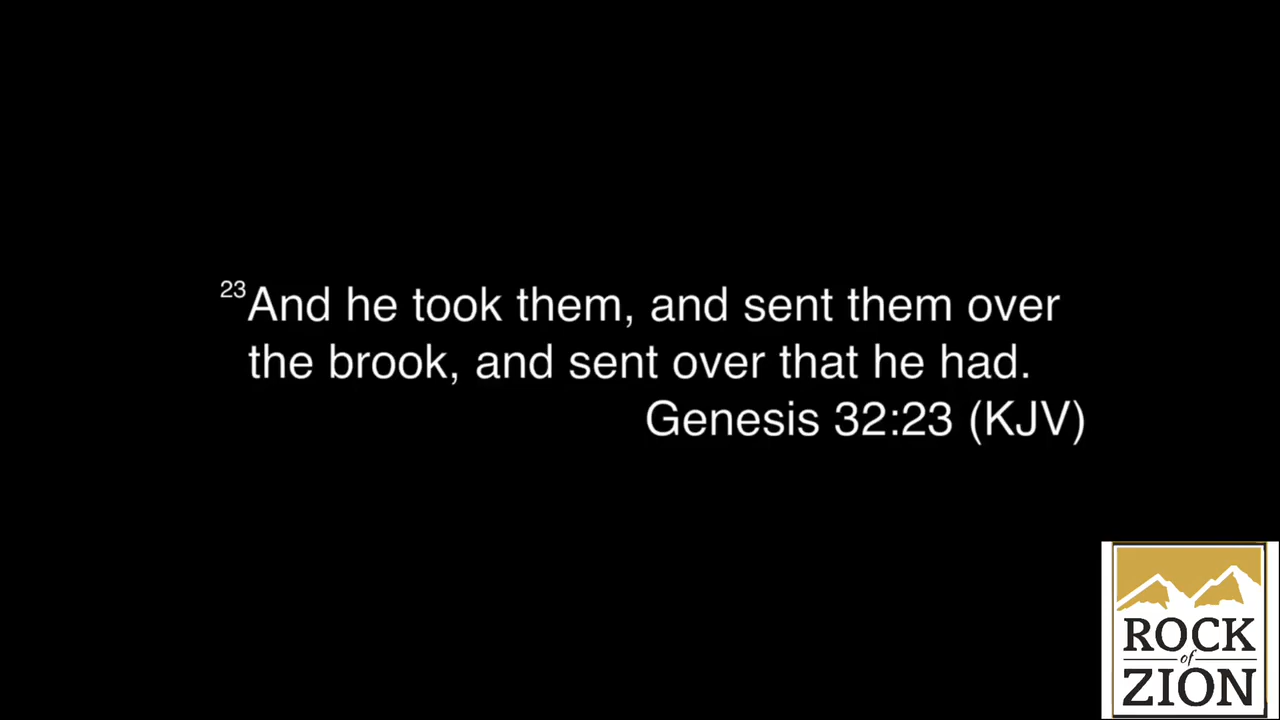 23And he took them, and sent them over
the brook, and sent over that he had.
Genesis 32:23 (KJV)
ROCK
of
ZION